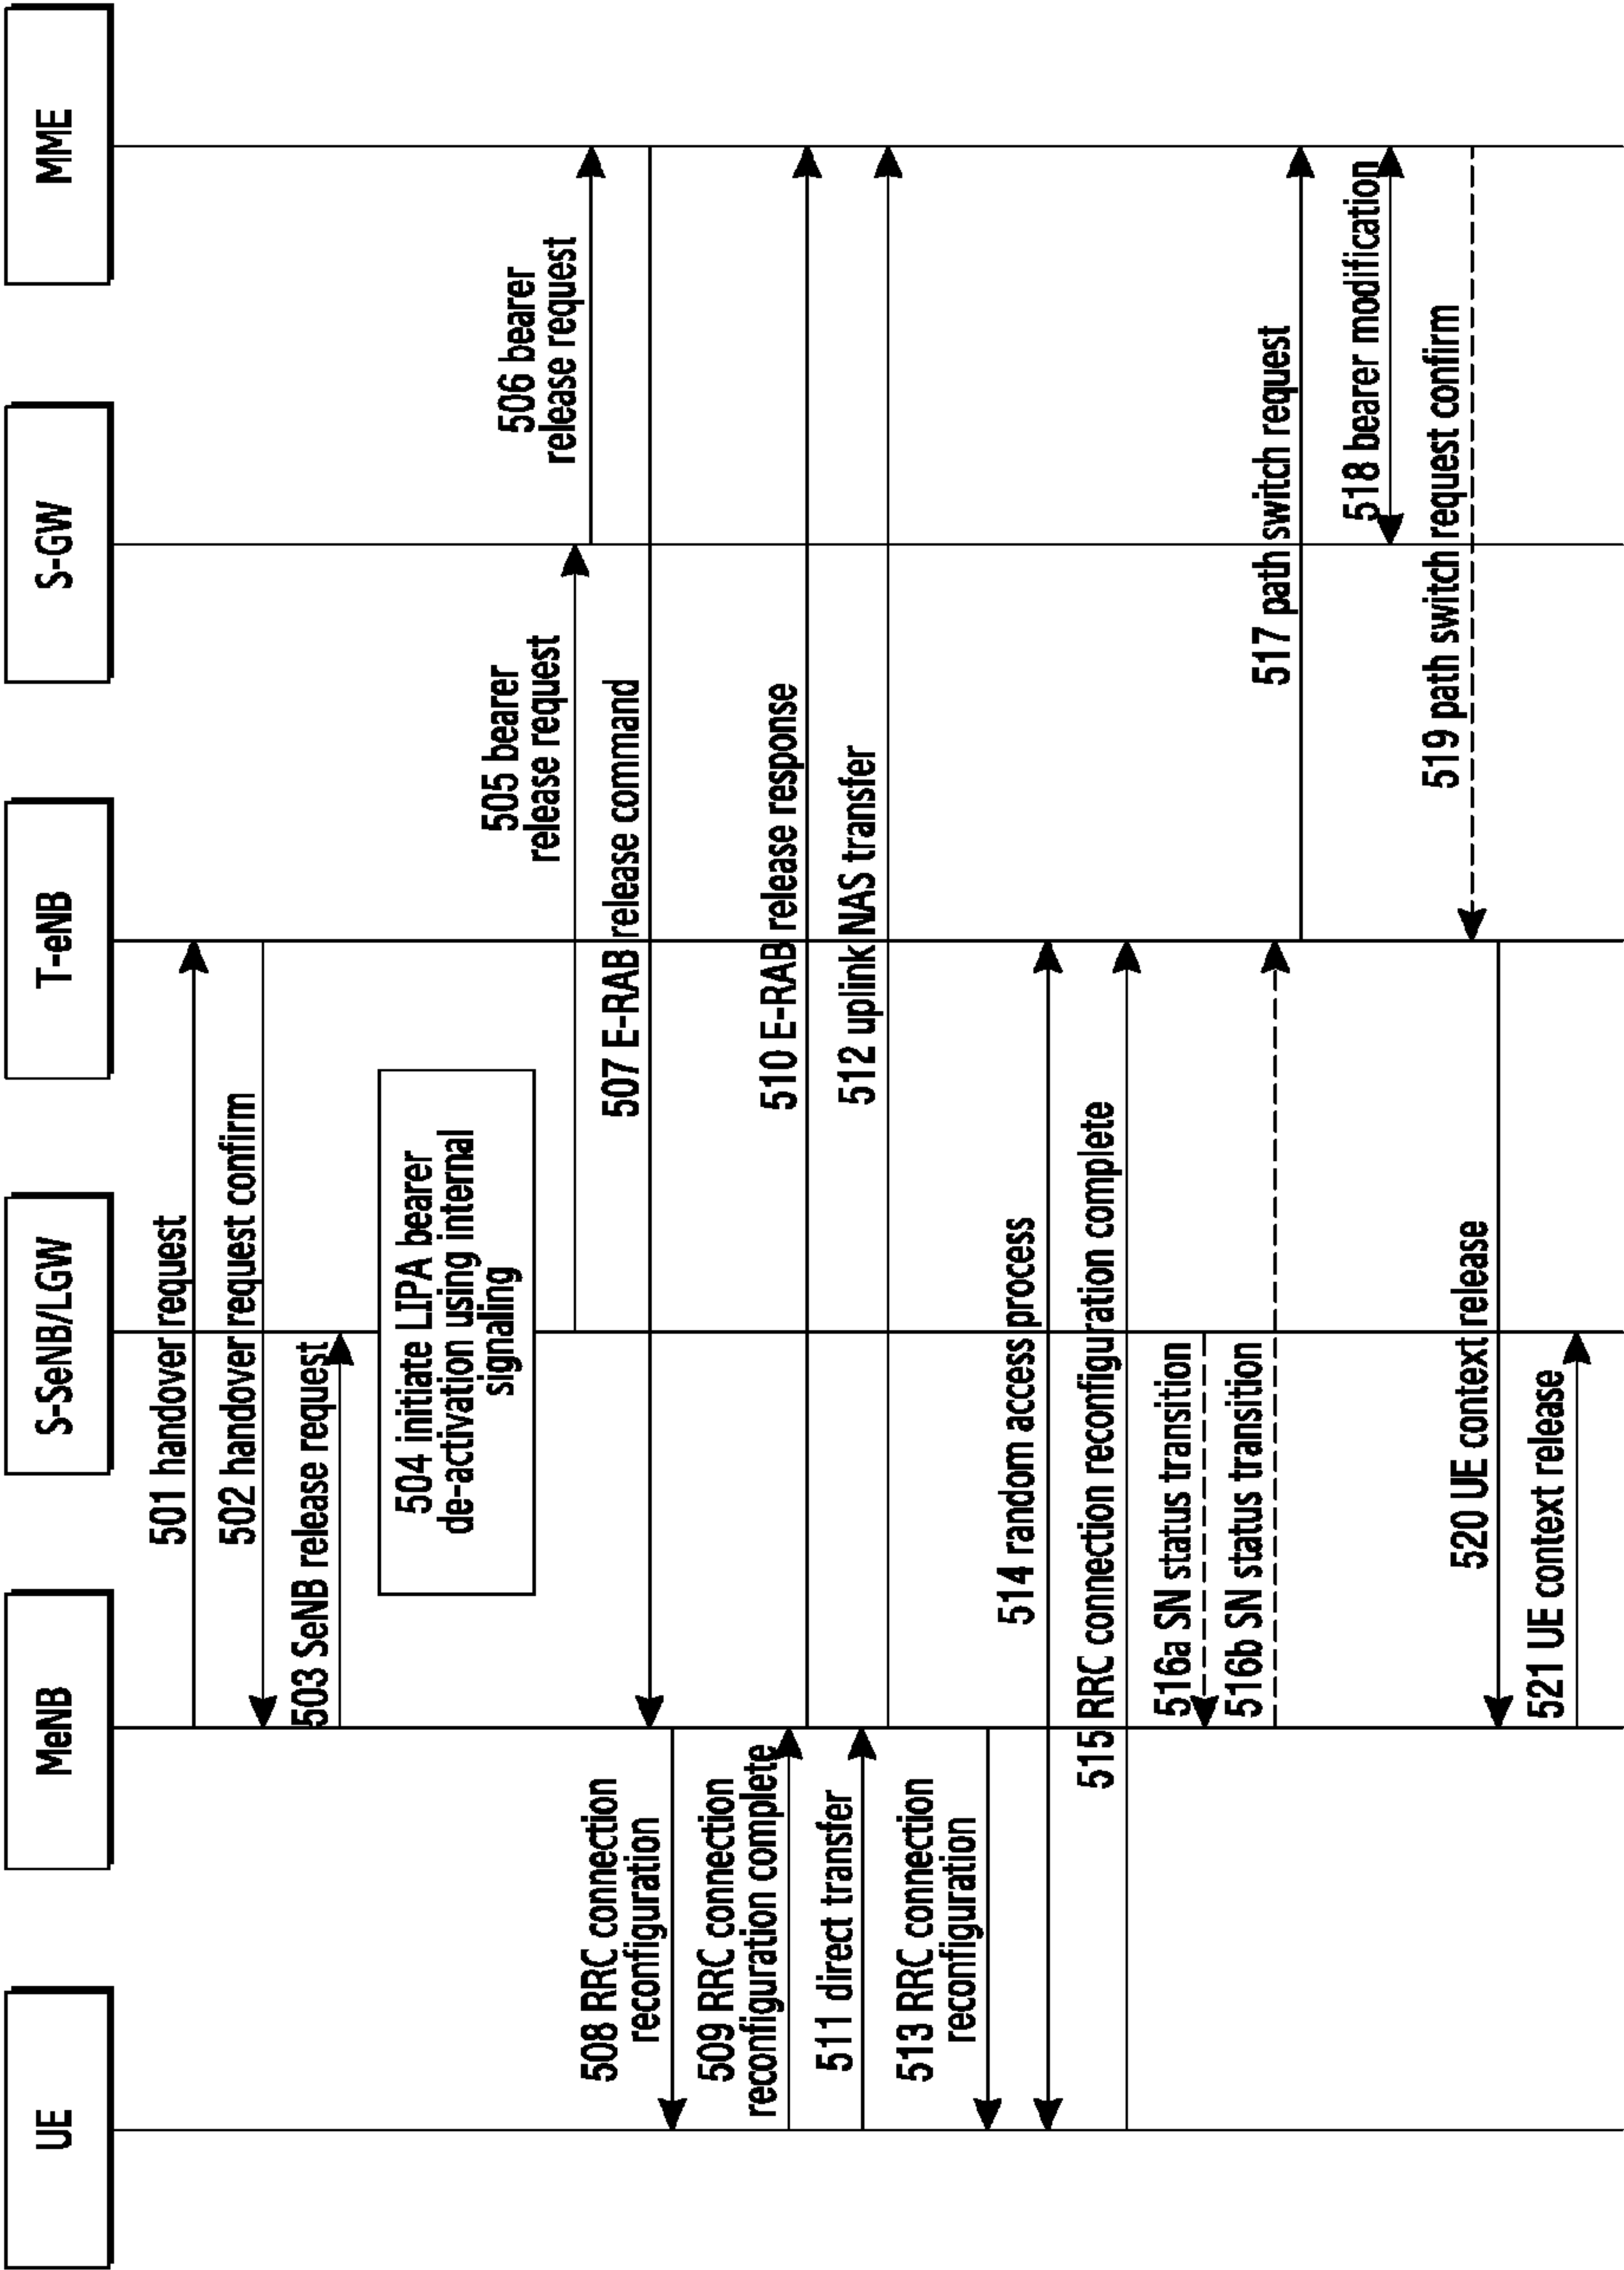 UE
MeNB
S-SeNB/LGW
T-eNB
S-GW
MME
501 handover request
502 handover request confirm
503 SeNB release request
504 initiate LIPA bearer
de-activation using internal
signaling
505 bearer
release request
506 bearer
release request
507 E-RAB release command
508 RRC connection
reconfiguration
509 RRC connection
reconfiguration complete
510 E-RAB release response
511 direct transfer
512 uplink NAS transfer
513 RRC connection
reconfiguration
514 random access process
515 RRC connection reconfiguration complete
516a SN status transition
516b SN status transition
517 path switch request
518 bearer modification
519 path switch request confirm
520 UE context release
521 UE context release